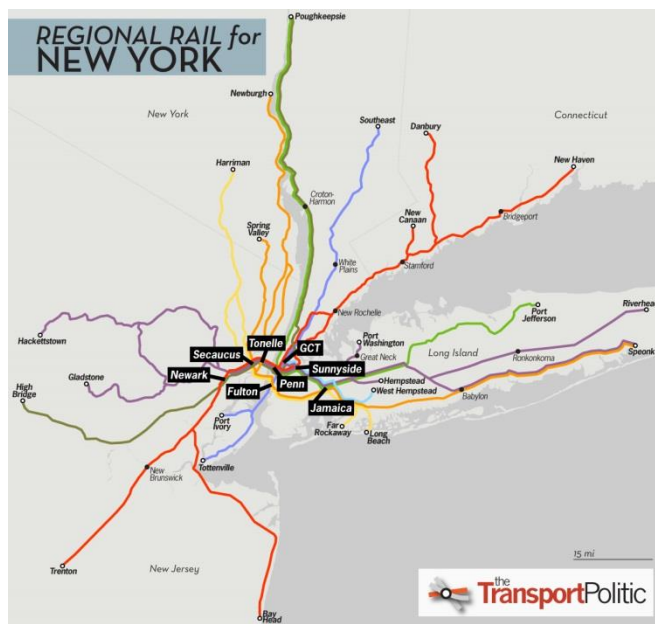 REGIONAL RAIL for
NEW YORK
Poughkeepsie
New York
Newburgh
Southeast
Danbury
Connecticut
Harriman
New Haven
Croton-
Harmon
New
Canaan
Bridgeport
Spring
Valley
White
Plains
Stamford
New Rochelle
Port
Jefferson
Riverhead
Hackettstown
Tonelle
GCT
Port
Washington
Secaucus
Sunnyside
Great Neck
Long Island
Ronkonkoma
Speonk
Gladstone
Newark
Penn
Hempstead
West Hempstead
High
Bridge
Fulton
Jamaica
Babylon
Port
Ivory
Far
Rockaway
Long
Beach
Tottenville
New
Brunswick
15 mi
Trenton
New Jersey
the
TransportPolitic
Bay
Head